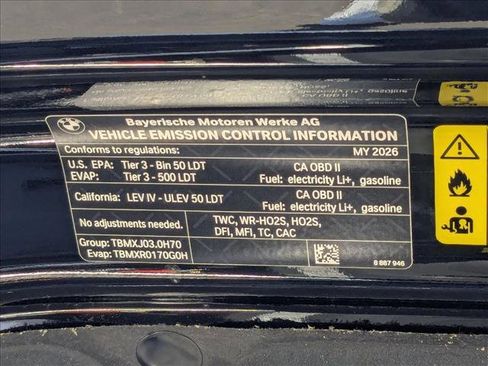 BMW
Bayerische Motoren Werke AG
VEHICLE EMISSION CONTROL INFORMATION
Conforms to regulations: MY 2026
U.S. EPA: Tier 3 - Bin 50 LDT CA OBD II
EVAP: Tier 3 - 500 LDT Fuel: electricity Li+, gasoline
California: LEV IV - ULEV 50 LDT CA OBD II
Fuel: electricity Li+, gasoline
No adjustments needed. TWC, WR-HO2S, HO2S,
DFI, MFI, TC, CAC
Group: TBMXJ03.0H70
Evap: TBMXR0170G0H
8 887 946